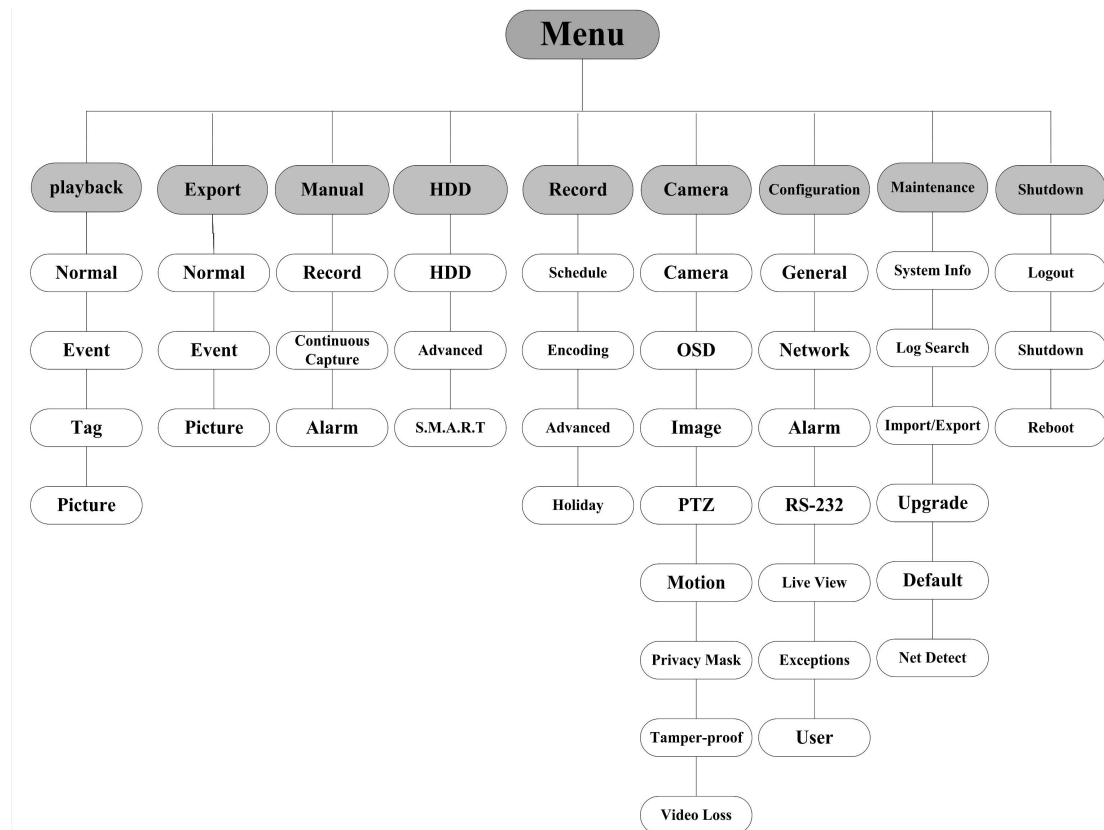 Menu
playback
Export
Manual
HDD
Record
Camera
Configuration
Maintenance
Shutdown
Normal
Normal
Record
HDD
Schedule
Camera
General
System Info
Logout
Event
Event
Continuous
Capture
Advanced
Encoding
OSD
Network
Log Search
Shutdown
Tag
Picture
Alarm
S.M.A.R.T
Advanced
Image
Alarm
Import/Export
Reboot
Picture
Holiday
PTZ
RS-232
Upgrade
Motion
Live View
Default
Privacy Mask
Exceptions
Net Detect
Tamper-proof
User
Video Loss